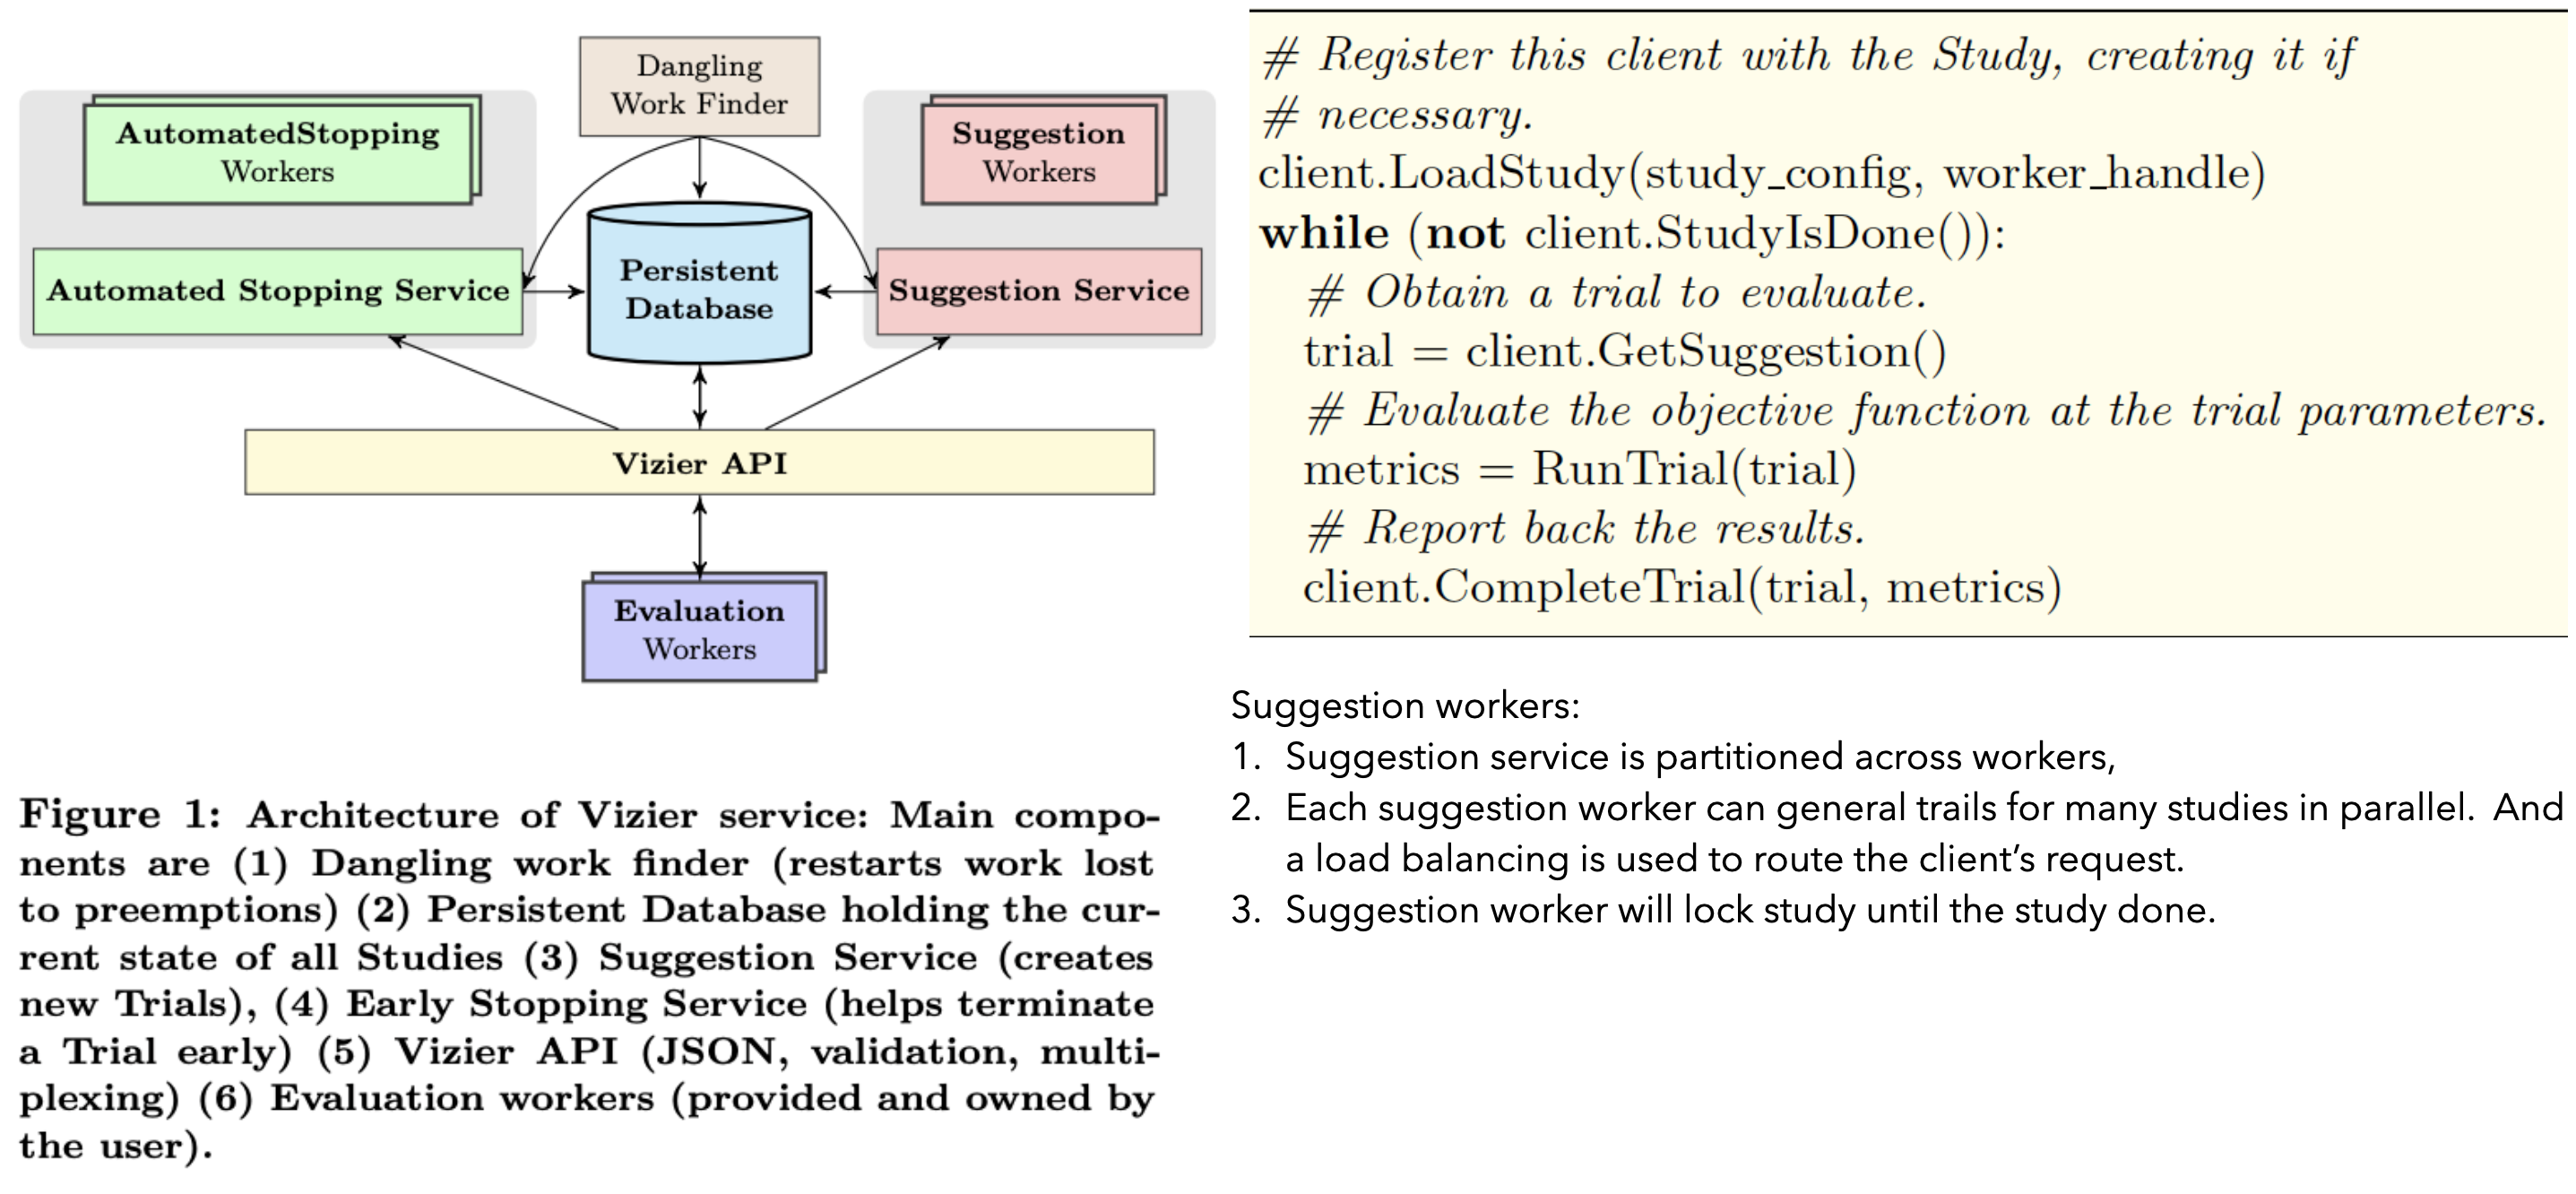 Dangling
Work Finder
AutomatedStopping
Workers
Suggestion
Workers
Automated Stopping Service
Persistent
Database
Suggestion Service
Vizier API
Evaluation
Workers
Figure 1: Architecture of Vizier service: Main compo-
nents are (1) Dangling work finder (restarts work lost
to preemptions) (2) Persistent Database holding the cur-
rent state of all Studies (3) Suggestion Service (creates
new Trials), (4) Early Stopping Service (helps terminate
a Trial early) (5) Vizier API (JSON, validation, multi-
plexing) (6) Evaluation workers (provided and owned by
the user).
# Register this client with the Study, creating it if
# necessary.
client.LoadStudy(study_config, worker_handle)
while (not client.StudyIsDone()):
# Obtain a trial to evaluate.
trial = client.GetSuggestion()
# Evaluate the objective function at the trial parameters.
metrics = RunTrial(trial)
# Report back the results.
client.CompleteTrial(trial, metrics)
Suggestion workers:
1. Suggestion service is partitioned across workers,
2. Each suggestion worker can general trails for many studies in parallel. And
a load balancing is used to route the client's request.
3. Suggestion worker will lock study until the study done.